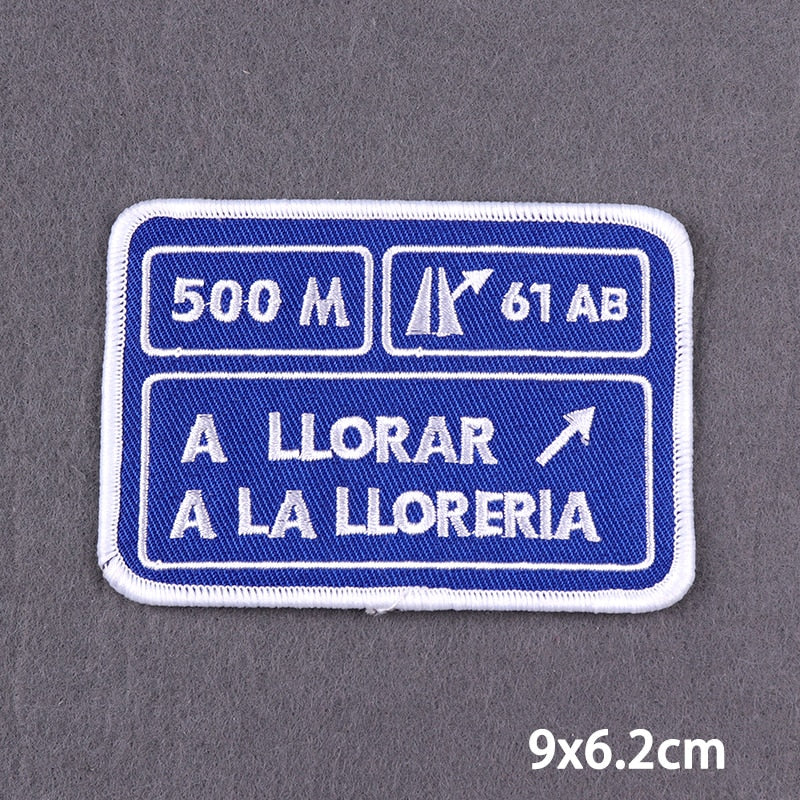 500 M
61 AB
A LLORAR
A LA LLORERIA
9x6.2cm